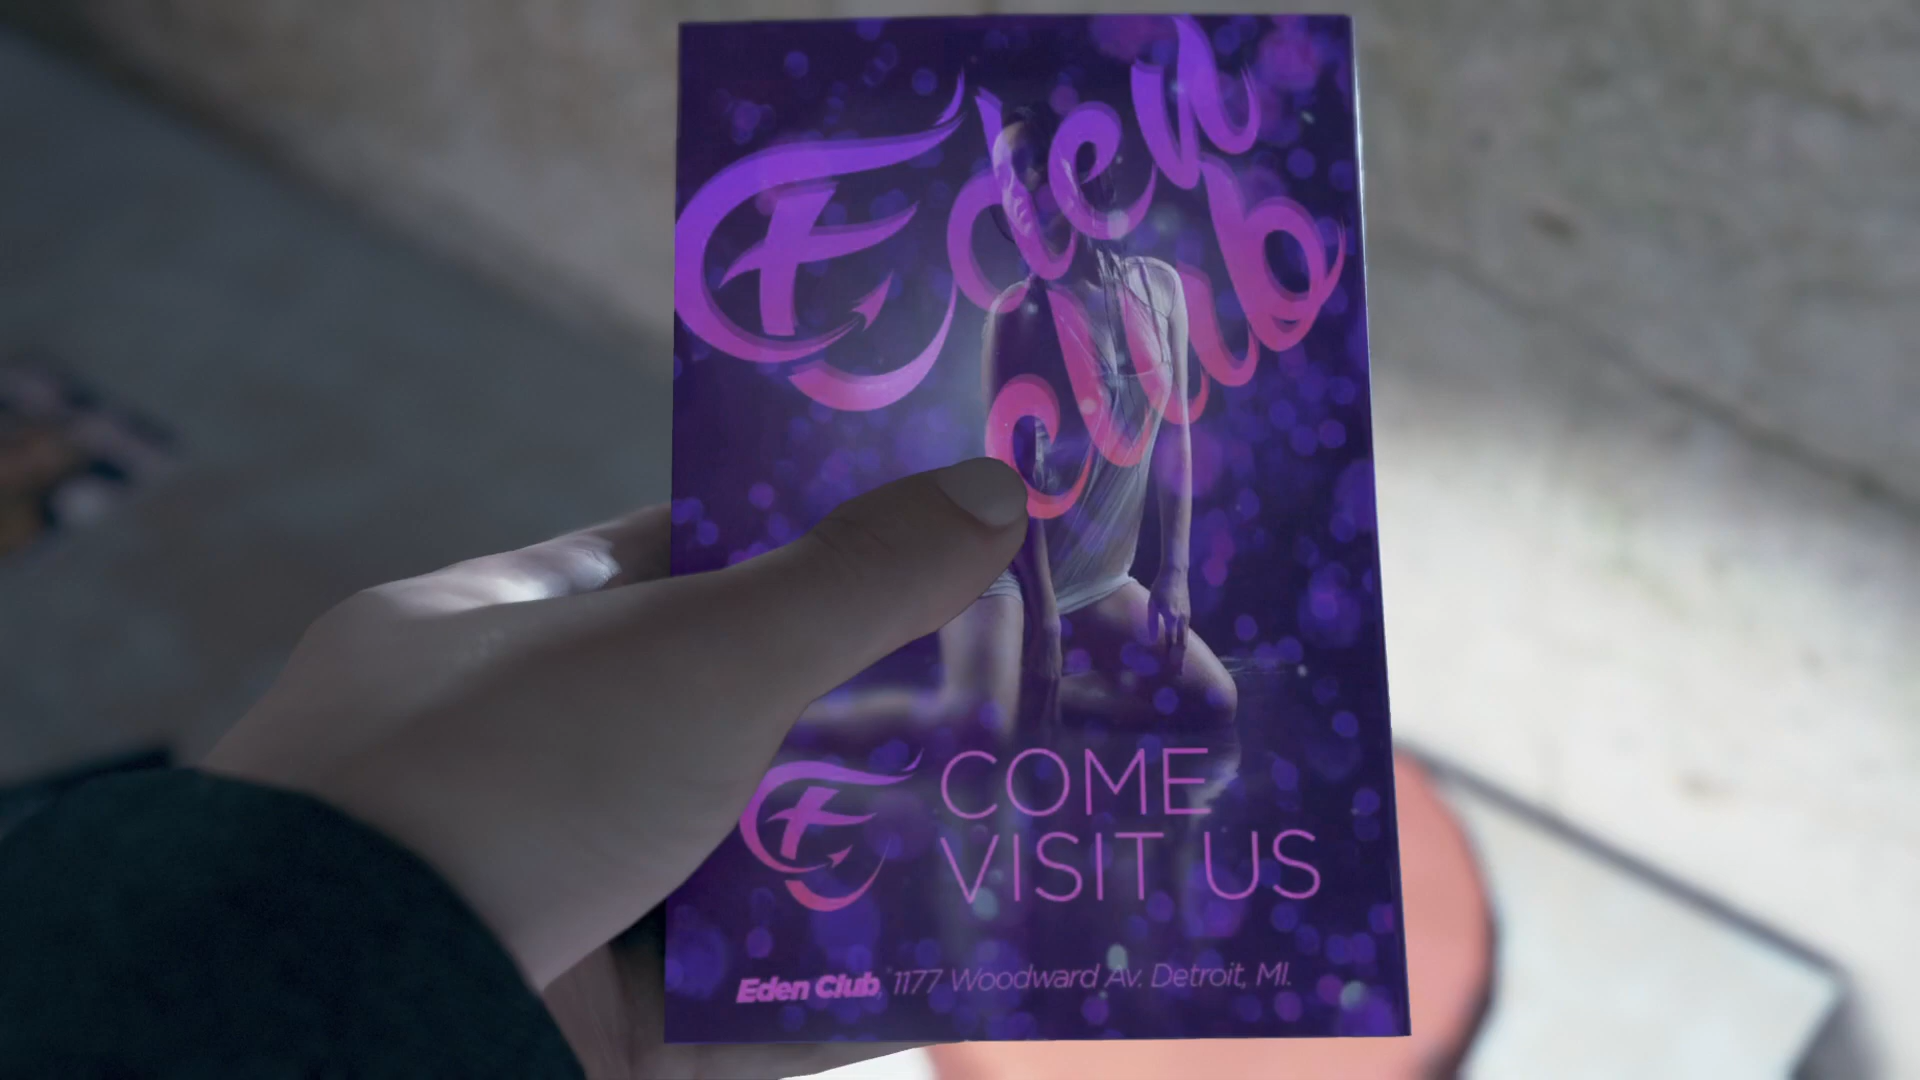 Eden
club
COME
VISIT US
Eden Club 1177 Woodward Av. Detroit, MI.